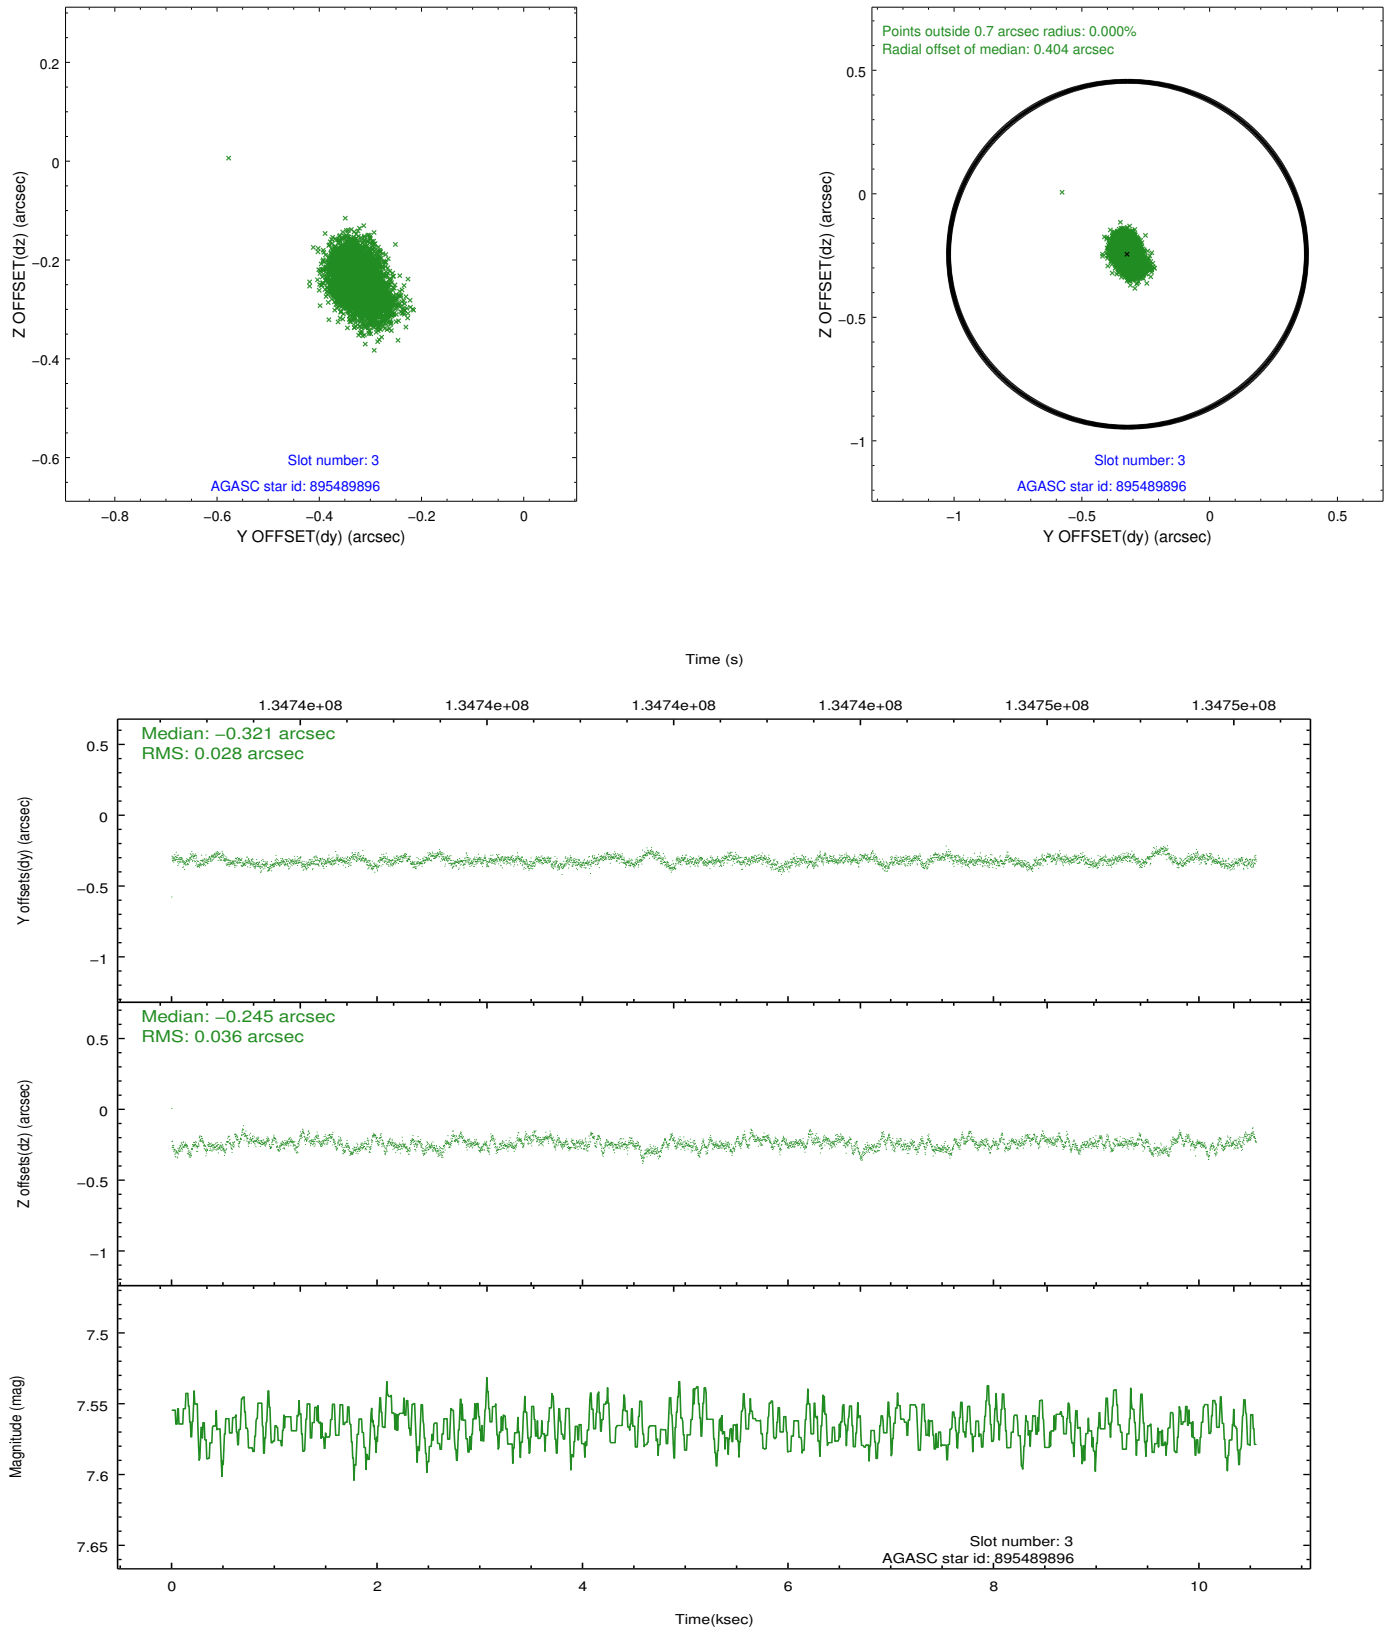 0.2
0
−0.2
−0.4
−0.6
Z OFFSET(dz) (arcsec)
Slot number: 3
AGASC star id: 895489896
−0.8
−0.6
−0.4
−0.2
0
Y OFFSET(dy) (arcsec)
Points outside 0.7 arcsec radius: 0.000%
Radial offset of median: 0.404 arcsec
0.5
0
−0.5
−1
Z OFFSET(dz) (arcsec)
Slot number: 3
AGASC star id: 895489896
−1
−0.5
0
0.5
Y OFFSET(dy) (arcsec)
Time (s)
1.3474e+08
1.3474e+08
1.3474e+08
1.3474e+08
1.3475e+08
1.3475e+08
Median: −0.321 arcsec
RMS: 0.028 arcsec
0.5
0
−0.5
−1
Y offsets(dy) (arcsec)
Median: −0.245 arcsec
RMS: 0.036 arcsec
0.5
0
−0.5
−1
Z offsets(dz) (arcsec)
7.5
7.55
7.6
7.65
Magnitude (mag)
Slot number: 3
AGASC star id: 895489896
0
2
4
6
8
10
Time(ksec)